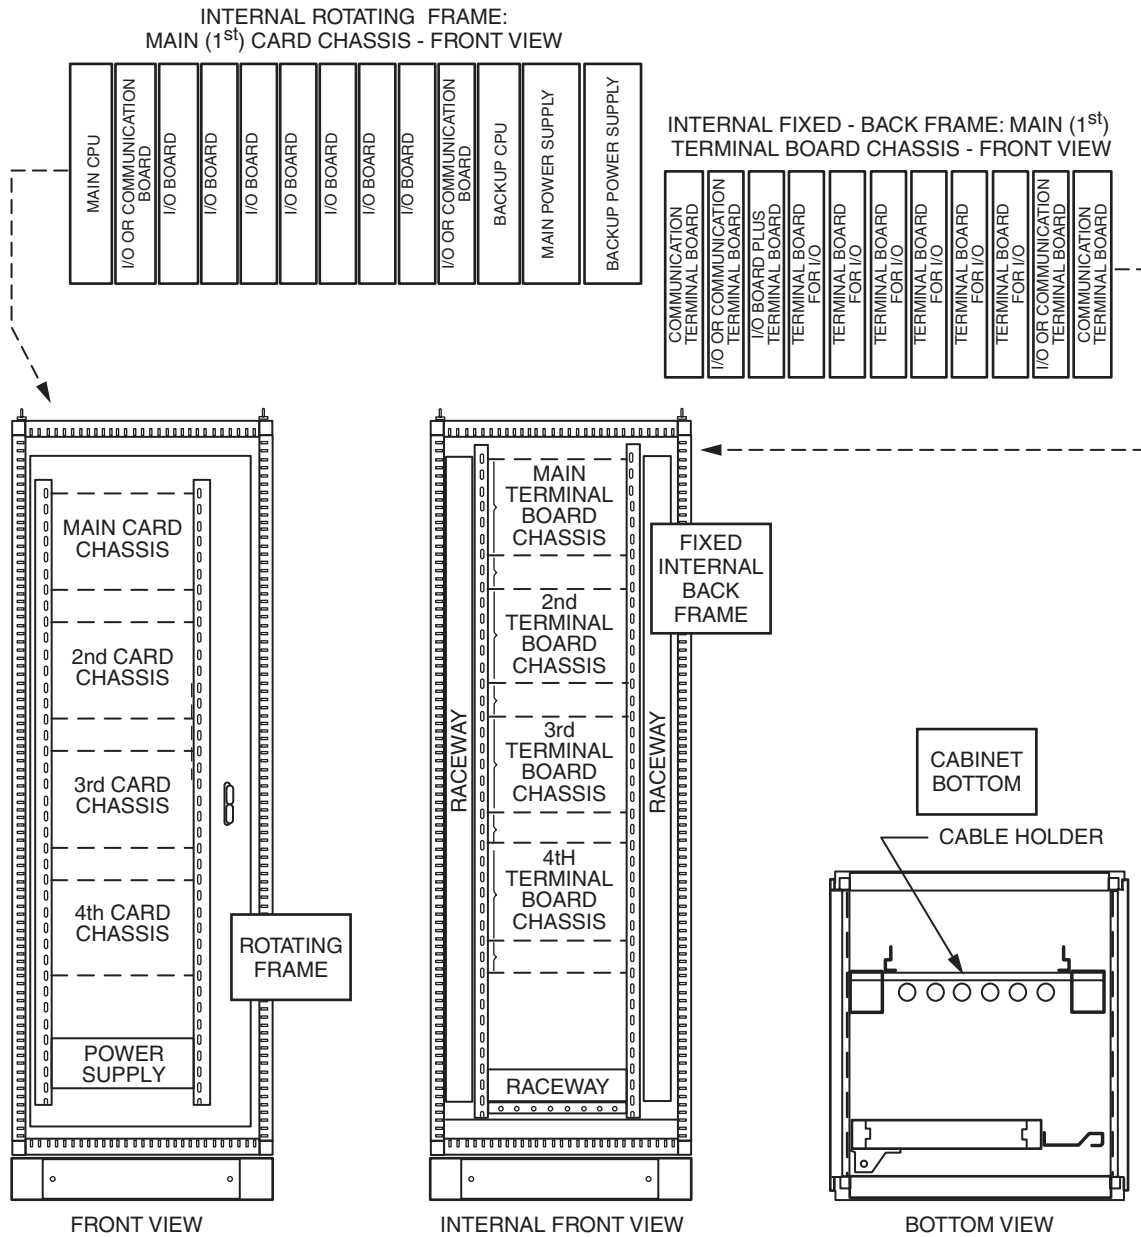 INTERNAL ROTATING FRAME:
MAIN (1st) CARD CHASSIS - FRONT VIEW
MAIN CPU
I/O OR COMMUNICATION
BOARD
I/O BOARD
I/O BOARD
I/O BOARD
I/O BOARD
I/O BOARD
I/O BOARD
I/O BOARD
I/O OR COMMUNICATION
BOARD
BACKUP CPU
MAIN POWER SUPPLY
BACKUP POWER SUPPLY
INTERNAL FIXED - BACK FRAME: MAIN (1st)
TERMINAL BOARD CHASSIS - FRONT VIEW
COMMUNICATION
TERMINAL BOARD
I/O OR COMMUNICATION
TERMINAL BOARD
I/O BOARD PLUS
TERMINAL BOARD
TERMINAL BOARD
FOR I/O
TERMINAL BOARD
FOR I/O
TERMINAL BOARD
FOR I/O
TERMINAL BOARD
FOR I/O
TERMINAL BOARD
FOR I/O
TERMINAL BOARD
FOR I/O
I/O OR COMMUNICATION
TERMINAL BOARD
COMMUNICATION
TERMINAL BOARD
MAIN CARD
CHASSIS
2nd CARD
CHASSIS
3rd CARD
CHASSIS
4th CARD
CHASSIS
POWER
SUPPLY
ROTATING
FRAME
FRONT VIEW
RACEWAY
MAIN
TERMINAL
BOARD
CHASSIS
2nd
TERMINAL
BOARD
CHASSIS
3rd
TERMINAL
BOARD
CHASSIS
4tH
TERMINAL
BOARD
CHASSIS
RACEWAY
RACEWAY
FIXED
INTERNAL
BACK
FRAME
INTERNAL FRONT VIEW
CABINET
BOTTOM
CABLE HOLDER
BOTTOM VIEW